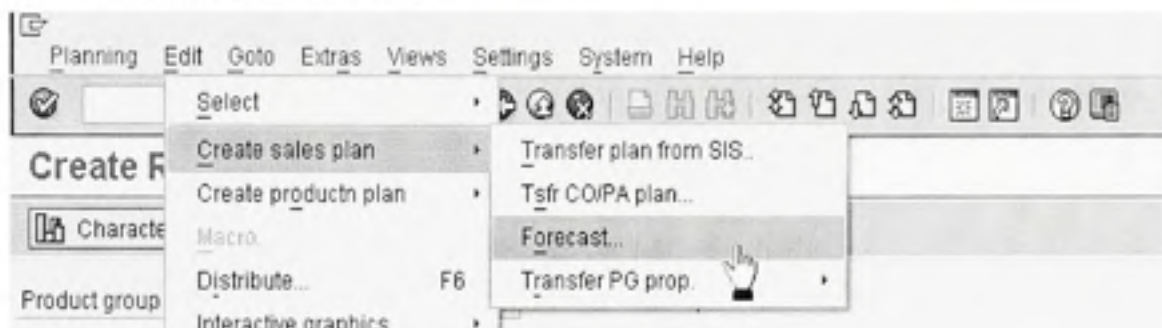 Planning Edit Goto Extras Views Settings System Help
Select
Create sales plan
Transfer plan from SIS..
Create R
Create productn plan
Tsfr CO/PA plan...
Characte
Macro.
Forecast...
Distribute... F6
Transfer PG prop.
Product group
Interactive graphics